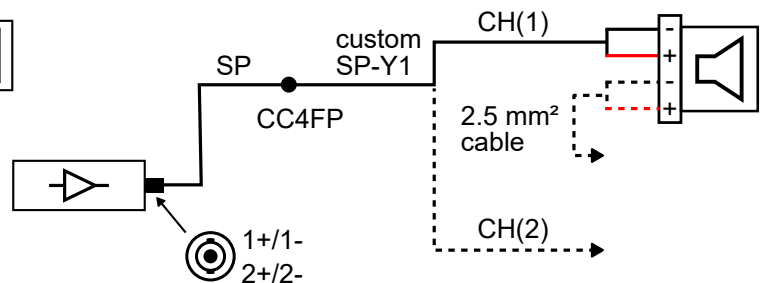 CH(1)
custom
SP-Y1
SP
CC4FP
-
+
-
+
2.5 mm²
cable
CH(2)
1+/1-
2+/2-